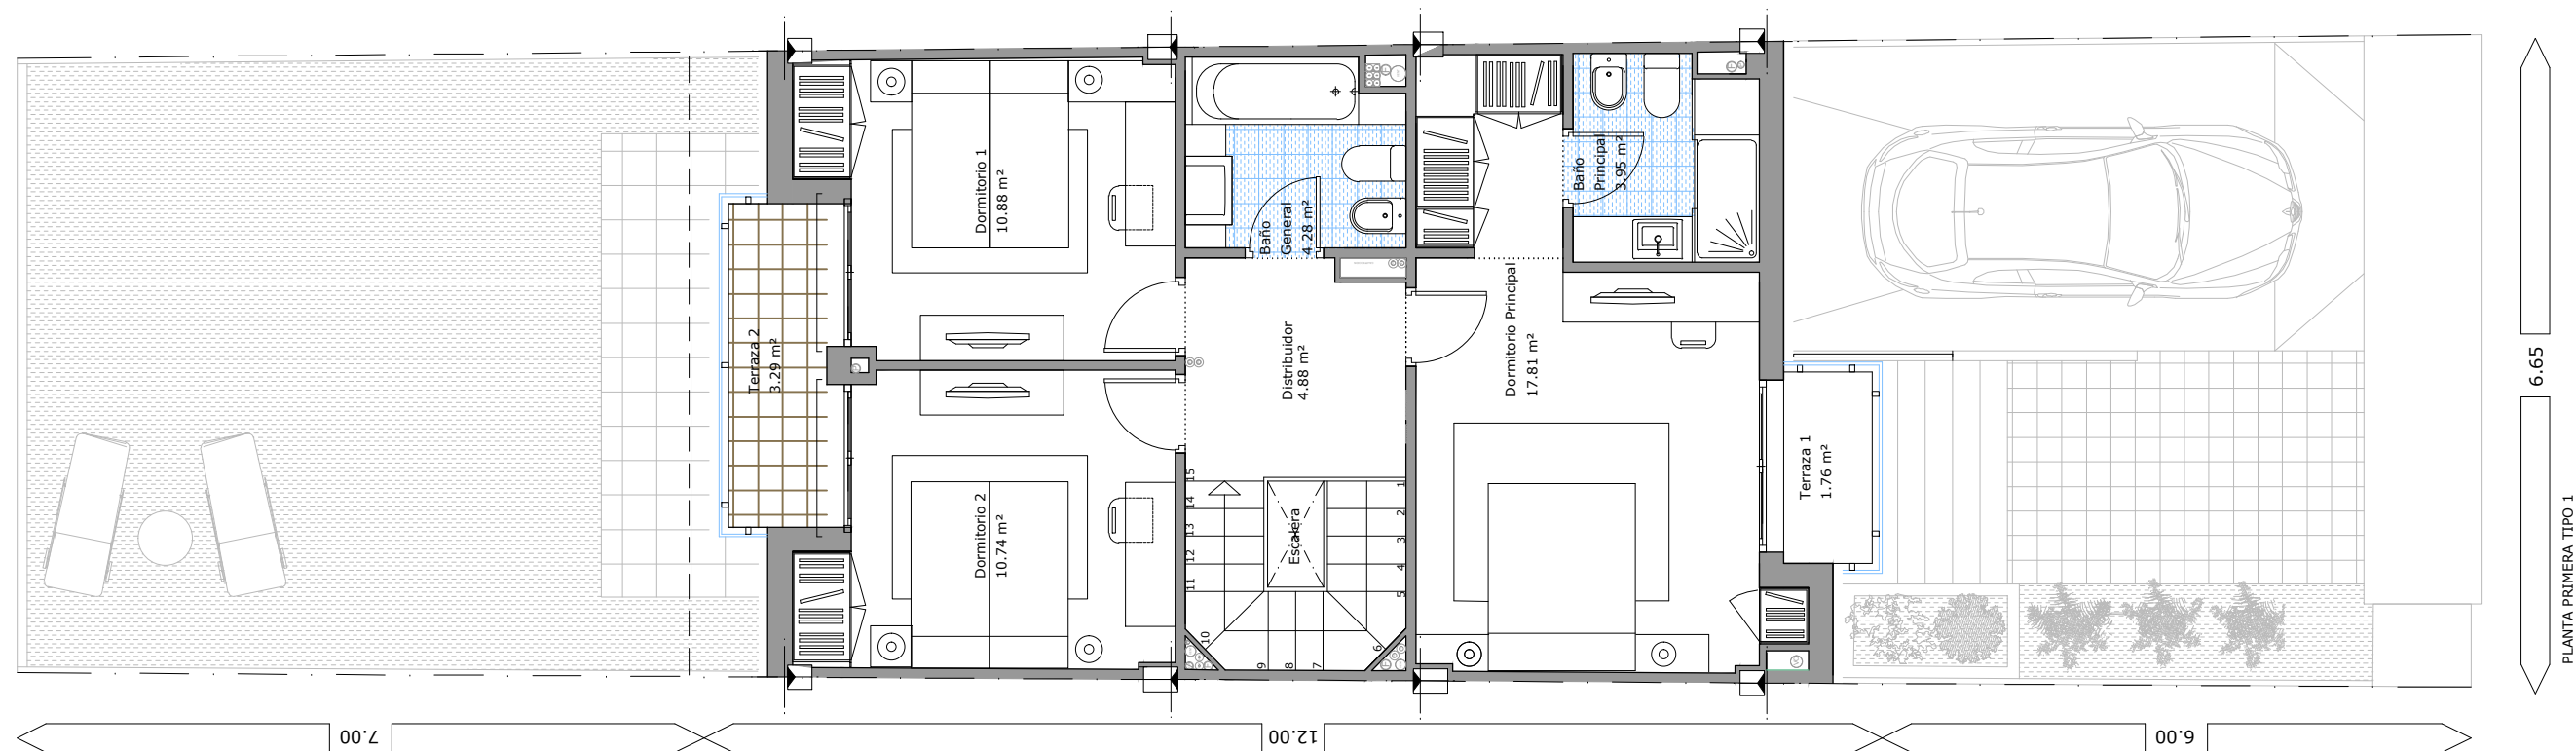 Dormitorio 1
10.88 m²
Baño
General
4.28 m²
Baño
Principal
3.95 m²
Terraza 2
3.29 m²
Distribuidor
4.88 m²
Dormitorio Principal
17.81 m²
Terraza 1
1.76 m²
Dormitorio 2
10.74 m²
Escalera
1
2
3
4
5
6
7
8
9
10
11
12
13
14
15
6.65
PLANTA PRIMERA TIPO 1
7.00
12.00
6.00